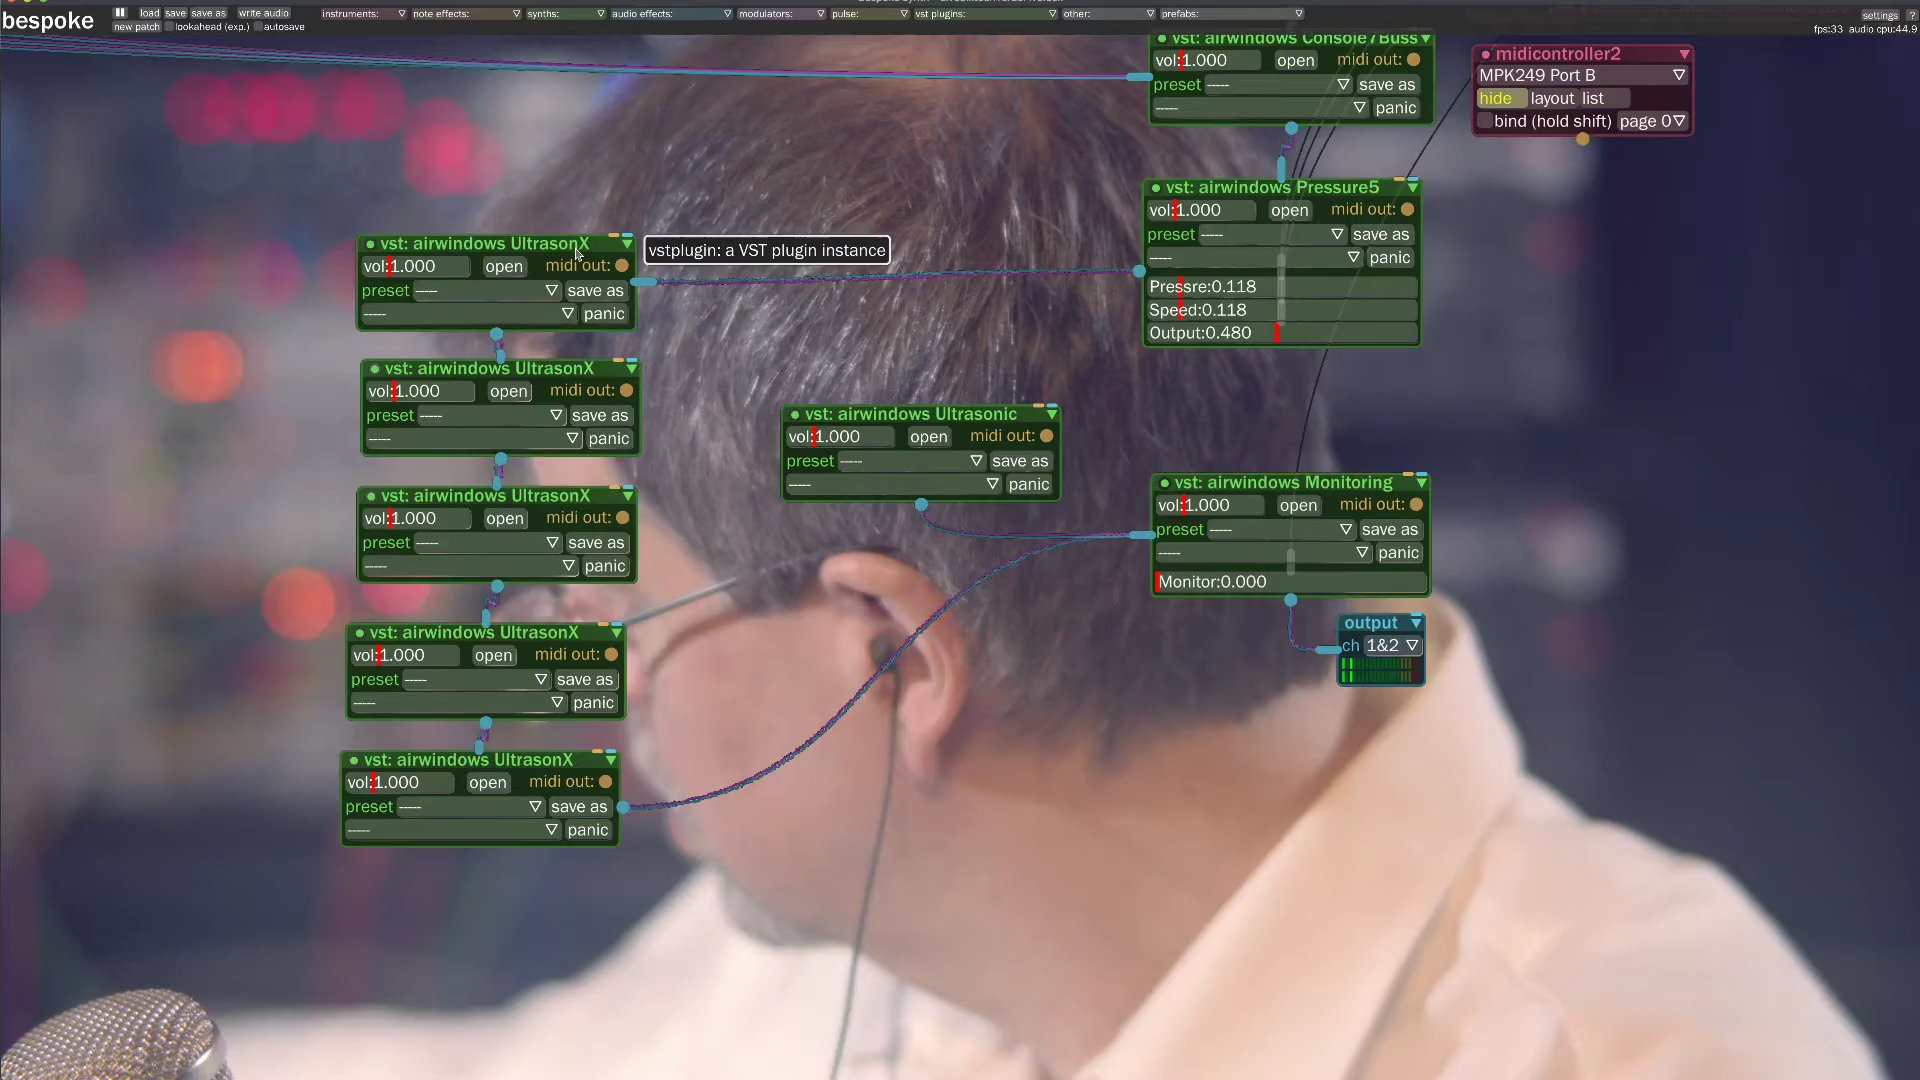 bespoke
load save save as write audio
new patch lookahead (exp.) autosave
instruments: note effects: synths: audio effects: modulators: pulse: vst plugins: other: prefabs:
settings ?
fps:33 audio cpu:44.9
vst: airwindows Console7Buss
vol:1.000 open midi out:
preset ----- save as
----- panic
midicontroller2
MPK249 Port B
hide layout list
bind (hold shift) page 0
vst: airwindows Pressure5
vol:1.000 open midi out:
preset ----- save as
----- panic
Pressre:0.118
Speed:0.118
Output:0.480
vst: airwindows UltrasonX
vol:1.000 open midi out:
preset ----- save as
----- panic
vstplugin: a VST plugin instance
vst: airwindows UltrasonX
vol:1.000 open midi out:
preset ----- save as
----- panic
vst: airwindows UltrasonX
vol:1.000 open midi out:
preset ----- save as
----- panic
vst: airwindows UltrasonX
vol:1.000 open midi out:
preset ----- save as
----- panic
vst: airwindows UltrasonX
vol:1.000 open midi out:
preset ----- save as
----- panic
vst: airwindows Ultrasonic
vol:1.000 open midi out:
preset ----- save as
----- panic
vst: airwindows Monitoring
vol:1.000 open midi out:
preset ----- save as
----- panic
Monitor:0.000
output
ch 1&2